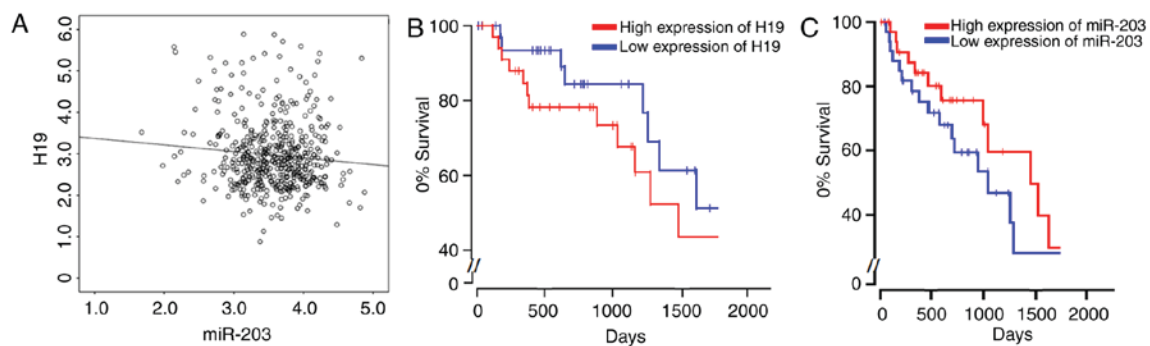 A
H19
6.0
5.0
4.0
3.0
2.0
1.0
0
1.0 2.0 3.0 4.0 5.0
miR-203
B
High expression of H19
Low expression of H19
0% Survival
100
80
60
40
0
0 500 1000 1500 2000
Days
C
High expression of miR-203
Low expression of miR-203
0% Survival
100
80
60
40
0
0 500 1000 1500 2000
Days